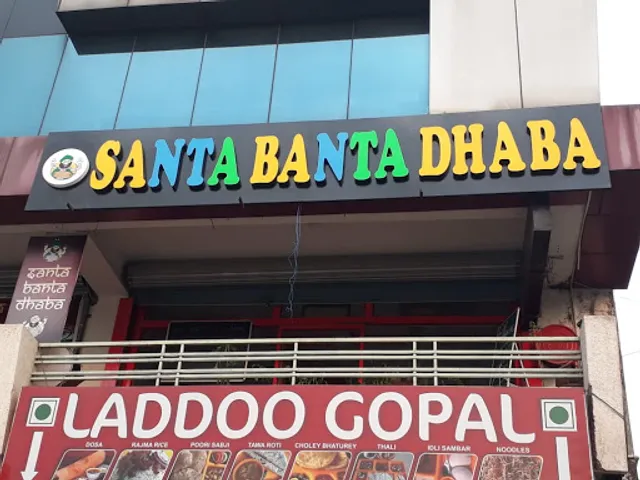 SANTA BANTA DHABA
santa
banta
dhaba
LADDOO GOPAL
DOSA RAJMA RICE POORI SABJI TAWA ROTI CHOLEY BHATUREY THALI IDLI SAMBAR NOODLES